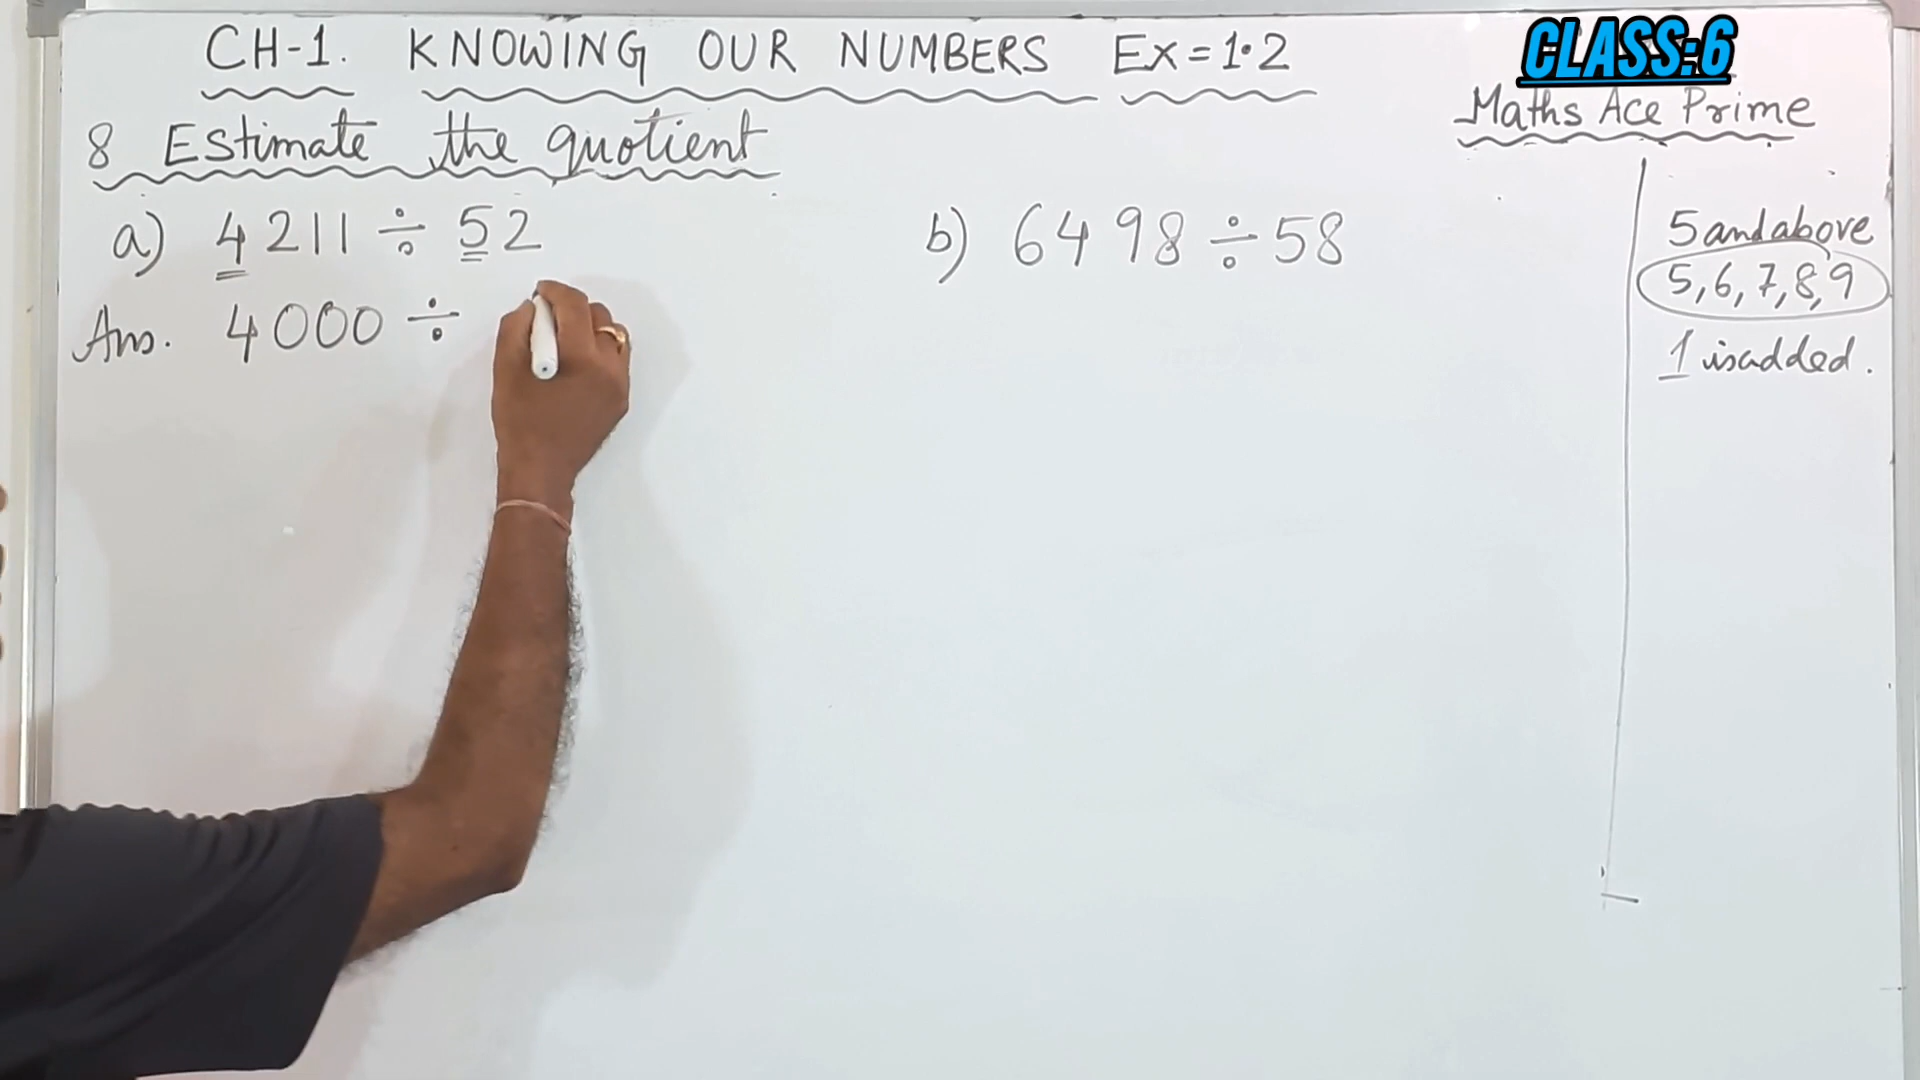 CH-1. KNOWING OUR NUMBERS Ex=1.2
CLASS:6
Maths Ace Prime
8 Estimate the quotient
a) 4211 ÷ 52
b) 6498 ÷ 58
Ans. 4000 ÷
5 and above
5,6,7,8,9
1 is added.